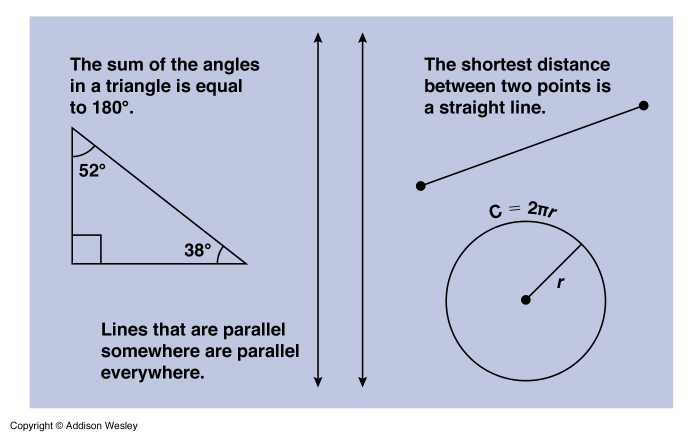 The sum of the angles
in a triangle is equal
to 180°.
52°
38°
Lines that are parallel
somewhere are parallel
everywhere.
The shortest distance
between two points is
a straight line.
C = 2πr
r
Copyright © Addison Wesley